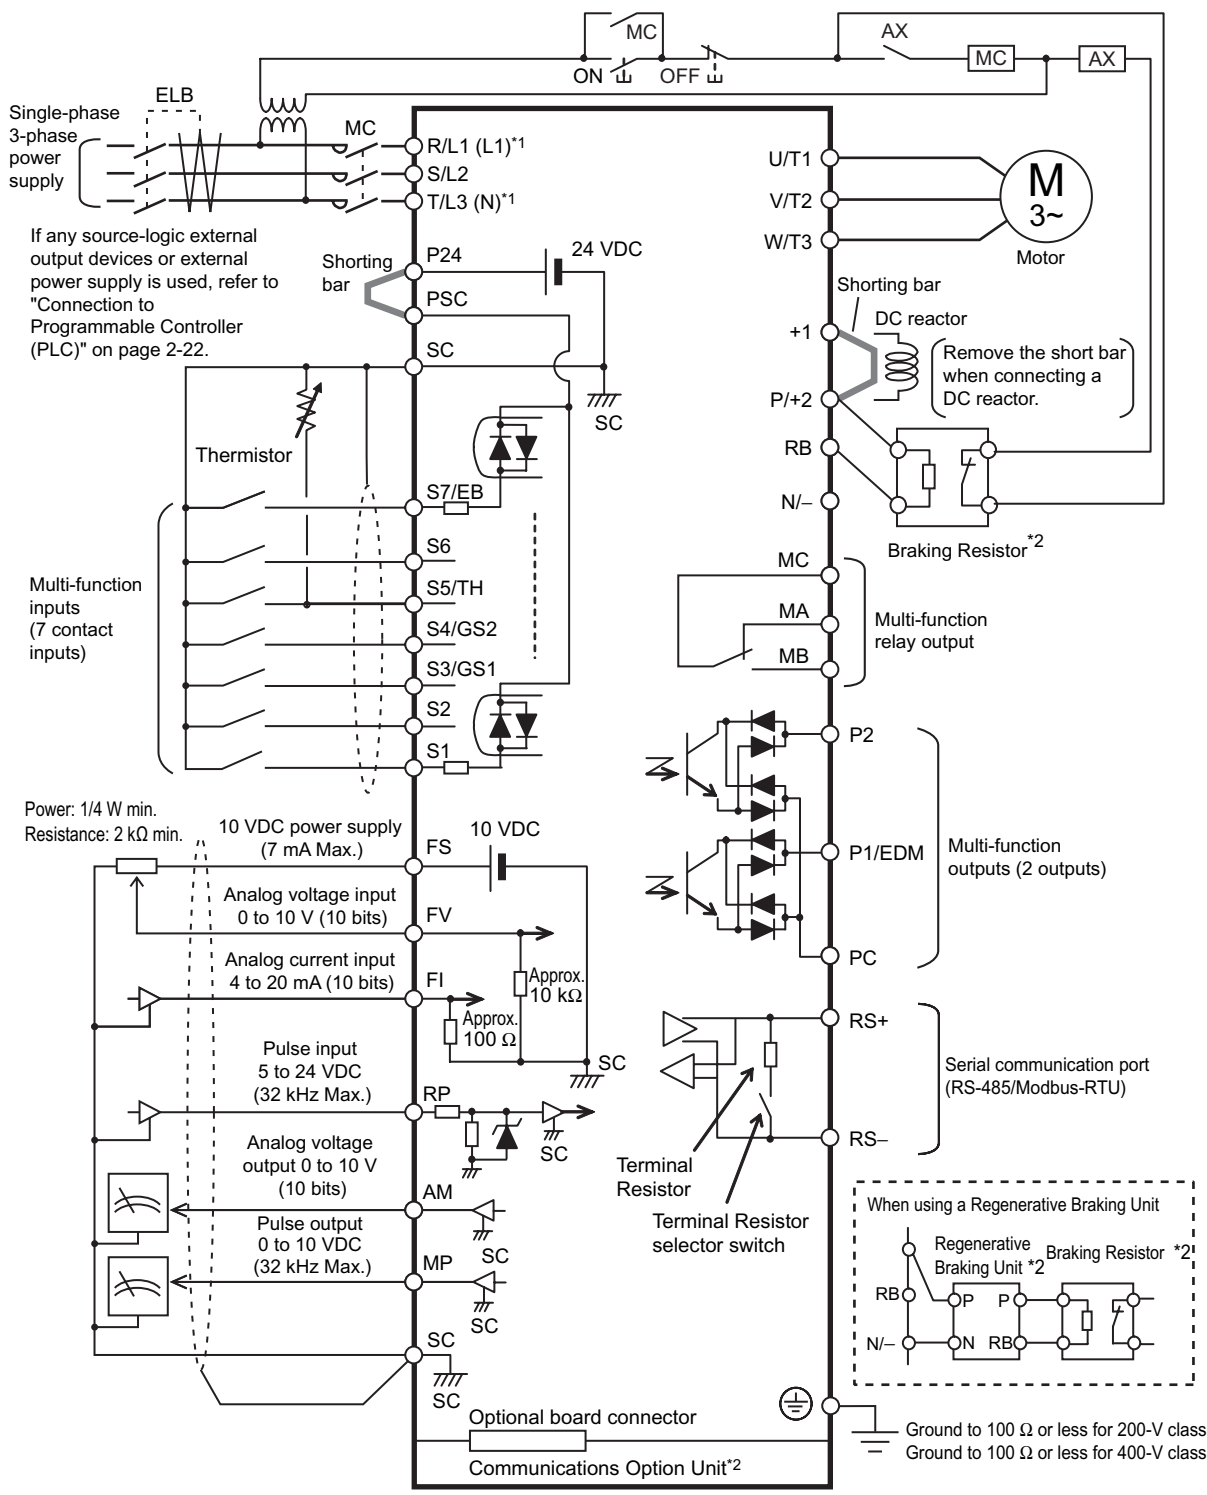 MC
AX
ON
OFF
MC
AX
ELB
Single-phase
3-phase
power
supply
MC
R/L1 (L1)*1
S/L2
T/L3 (N)*1
U/T1
V/T2
W/T3
M
3~
Motor
If any source-logic external
output devices or external
power supply is used, refer to
"Connection to
Programmable Controller
(PLC)" on page 2-22.
Shorting
bar
P24
24 VDC
PSC
SC
SC
Shorting bar
+1
DC reactor
Remove the short bar
when connecting a
DC reactor.
P/+2
RB
N/–
Braking Resistor*2
Thermistor
Multi-function
inputs
(7 contact
inputs)
S7/EB
S6
S5/TH
S4/GS2
S3/GS1
S2
S1
MC
MA
MB
Multi-function
relay output
P2
P1/EDM
PC
Multi-function
outputs (2 outputs)
Power: 1/4 W min.
Resistance: 2 kΩ min.
10 VDC power supply
(7 mA Max.)
FS
10 VDC
Analog voltage input
0 to 10 V (10 bits)
FV
Analog current input
4 to 20 mA (10 bits)
FI
Approx.
10 kΩ
Approx.
100 Ω
SC
Pulse input
5 to 24 VDC
(32 kHz Max.)
RP
SC
Analog voltage
output 0 to 10 V
(10 bits)
AM
SC
Pulse output
0 to 10 VDC
(32 kHz Max.)
MP
SC
SC
SC
RS+
RS–
Serial communication port
(RS-485/Modbus-RTU)
Terminal
Resistor
Terminal Resistor
selector switch
When using a Regenerative Braking Unit
Regenerative
Braking Unit *2
Braking Resistor *2
RB
P
P
N/–
N
RB
Optional board connector
Communications Option Unit*2
Ground to 100 Ω or less for 200-V class
Ground to 100 Ω or less for 400-V class